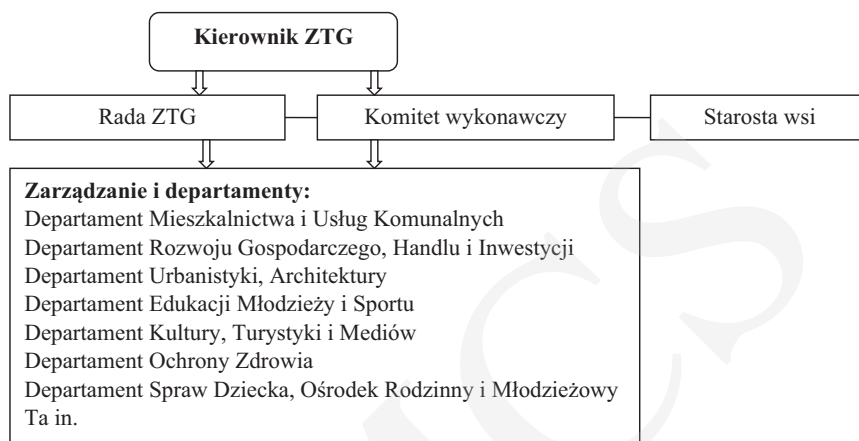 Kierownik ZTG
Rada ZTG
Komitet wykonawczy
Starosta wsi
Zarządzanie i departamenty:
Departament Mieszkalnictwa i Usług Komunalnych
Departament Rozwoju Gospodarczego, Handlu i Inwestycji
Departament Urbanistyki, Architektury
Departament Edukacji Młodzieży i Sportu
Departament Kultury, Turystyki i Mediów
Departament Ochrony Zdrowia
Departament Spraw Dziecka, Ośrodek Rodzinny i Młodzieżowy
Ta in.